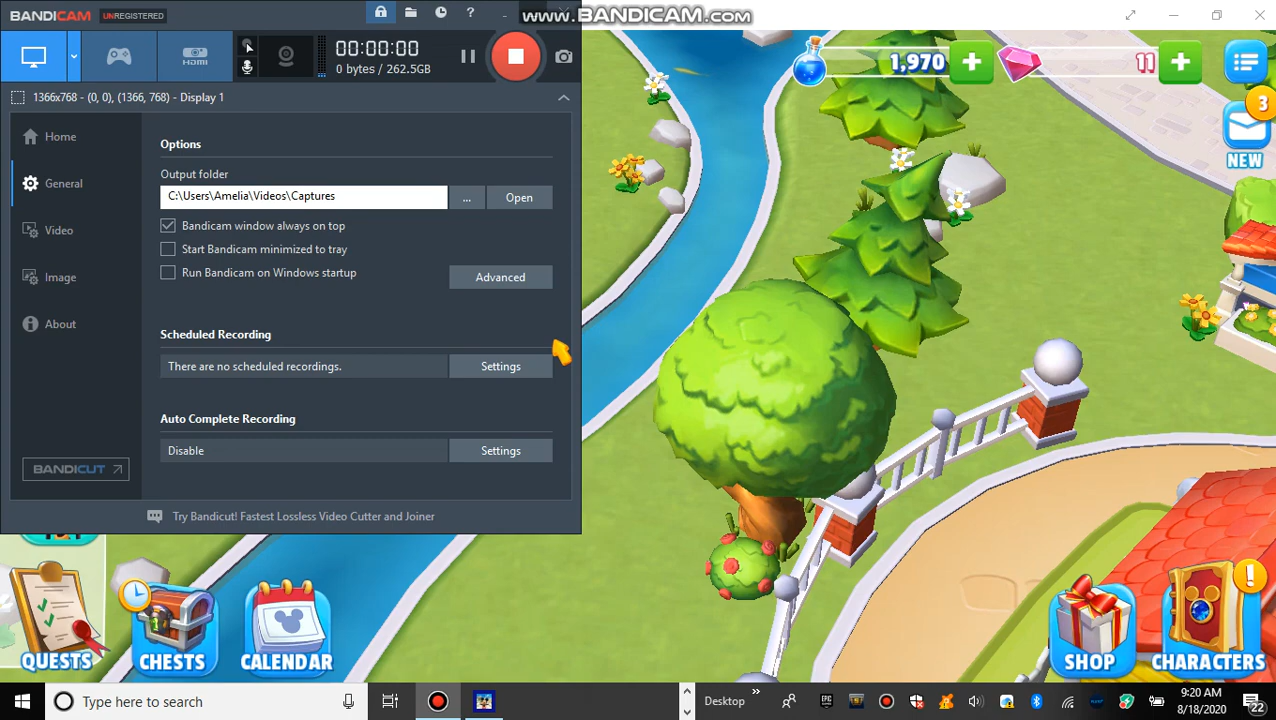 BANDICAM UNREGISTERED
www.BANDICAM.com
00:00:00
0 bytes / 262.5GB
HDMI
1366x768 - (0, 0), (1366, 768) - Display 1
Home
General
Video
Image
About
BANDICUT
Options
Output folder
C:\Users\Amelia\Videos\Captures
...
Open
Bandicam window always on top
Start Bandicam minimized to tray
Run Bandicam on Windows startup
Advanced
Scheduled Recording
There are no scheduled recordings.
Settings
Auto Complete Recording
Disable
Settings
Try Bandicut! Fastest Lossless Video Cutter and Joiner
1,970
11
3
NEW
QUESTS
CHESTS
CALENDAR
SHOP
CHARACTERS
Type here to search
Desktop
9:20 AM
8/18/2020
22